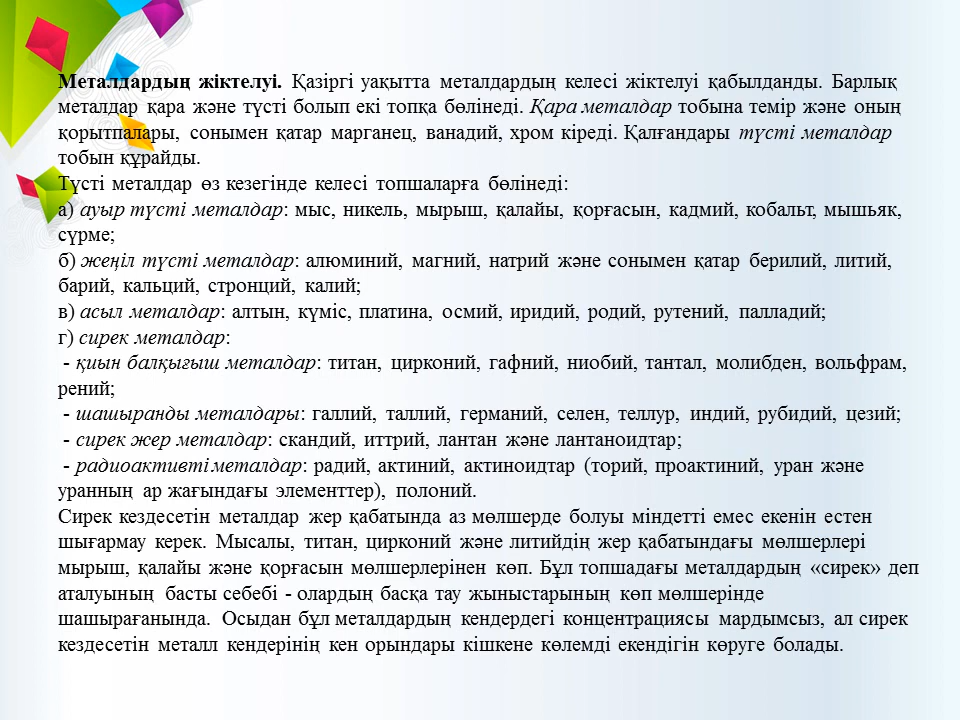 Металдардың жіктелуі. Қазіргі уақытта металдардың келесі жіктелуі қабылданды. Барлық
металдар қара және түсті болып екі топқа бөлінеді. Қара металдар тобына темір және оның
қорытпалары, сонымен қатар марганец, ванадий, хром кіреді. Қалғандары түсті металдар
тобын құрайды.
Түсті металдар өз кезегінде келесі топшаларға бөлінеді:
а) ауыр түсті металдар: мыс, никель, мырыш, қалайы, қорғасын, кадмий, кобальт, мышьяк,
сүрме;
б) жеңіл түсті металдар: алюминий, магний, натрий және сонымен қатар берилий, литий,
барий, кальций, стронций, калий;
в) асыл металдар: алтын, күміс, платина, осмий, иридий, родий, рутений, палладий;
г) сирек металдар:
- қиын балқығыш металдар: титан, цирконий, гафний, ниобий, тантал, молибден, вольфрам,
рений;
- шашыранды металдары: галлий, таллий, германий, селен, теллур, индий, рубидий, цезий;
- сирек жер металдар: скандий, иттрий, лантан және лантаноидтар;
- радиоактивті металдар: радий, актиний, актиноидтар (торий, проактиний, уран және
уранның ар жағындағы элементтер), полоний.
Сирек кездесетін металдар жер қабатында аз мөлшерде болуы міндетті емес екенін естен
шығармау керек. Мысалы, титан, цирконий және литийдің жер қабатындағы мөлшерлері
мырыш, қалайы және қорғасын мөлшерлерінен көп. Бұл топшадағы металдардың «сирек» деп
аталуының басты себебі - олардың басқа тау жыныстарының көп мөлшерінде
шашырағанында. Осыдан бұл металдардың кендердегі концентрациясы мардымсыз, ал сирек
кездесетін металл кендерінің кен орындары кішкене көлемді екендігін көруге болады.